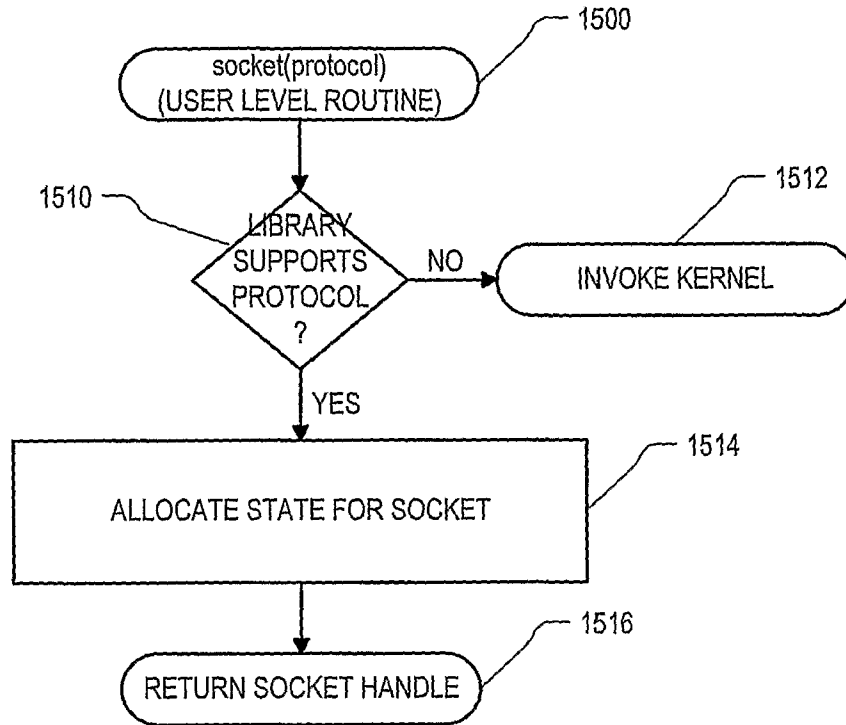 1500
socket(protocol)
(USER LEVEL ROUTINE)
1510
LIBRARY
SUPPORTS
PROTOCOL
?
NO
1512
INVOKE KERNEL
YES
1514
ALLOCATE STATE FOR SOCKET
1516
RETURN SOCKET HANDLE